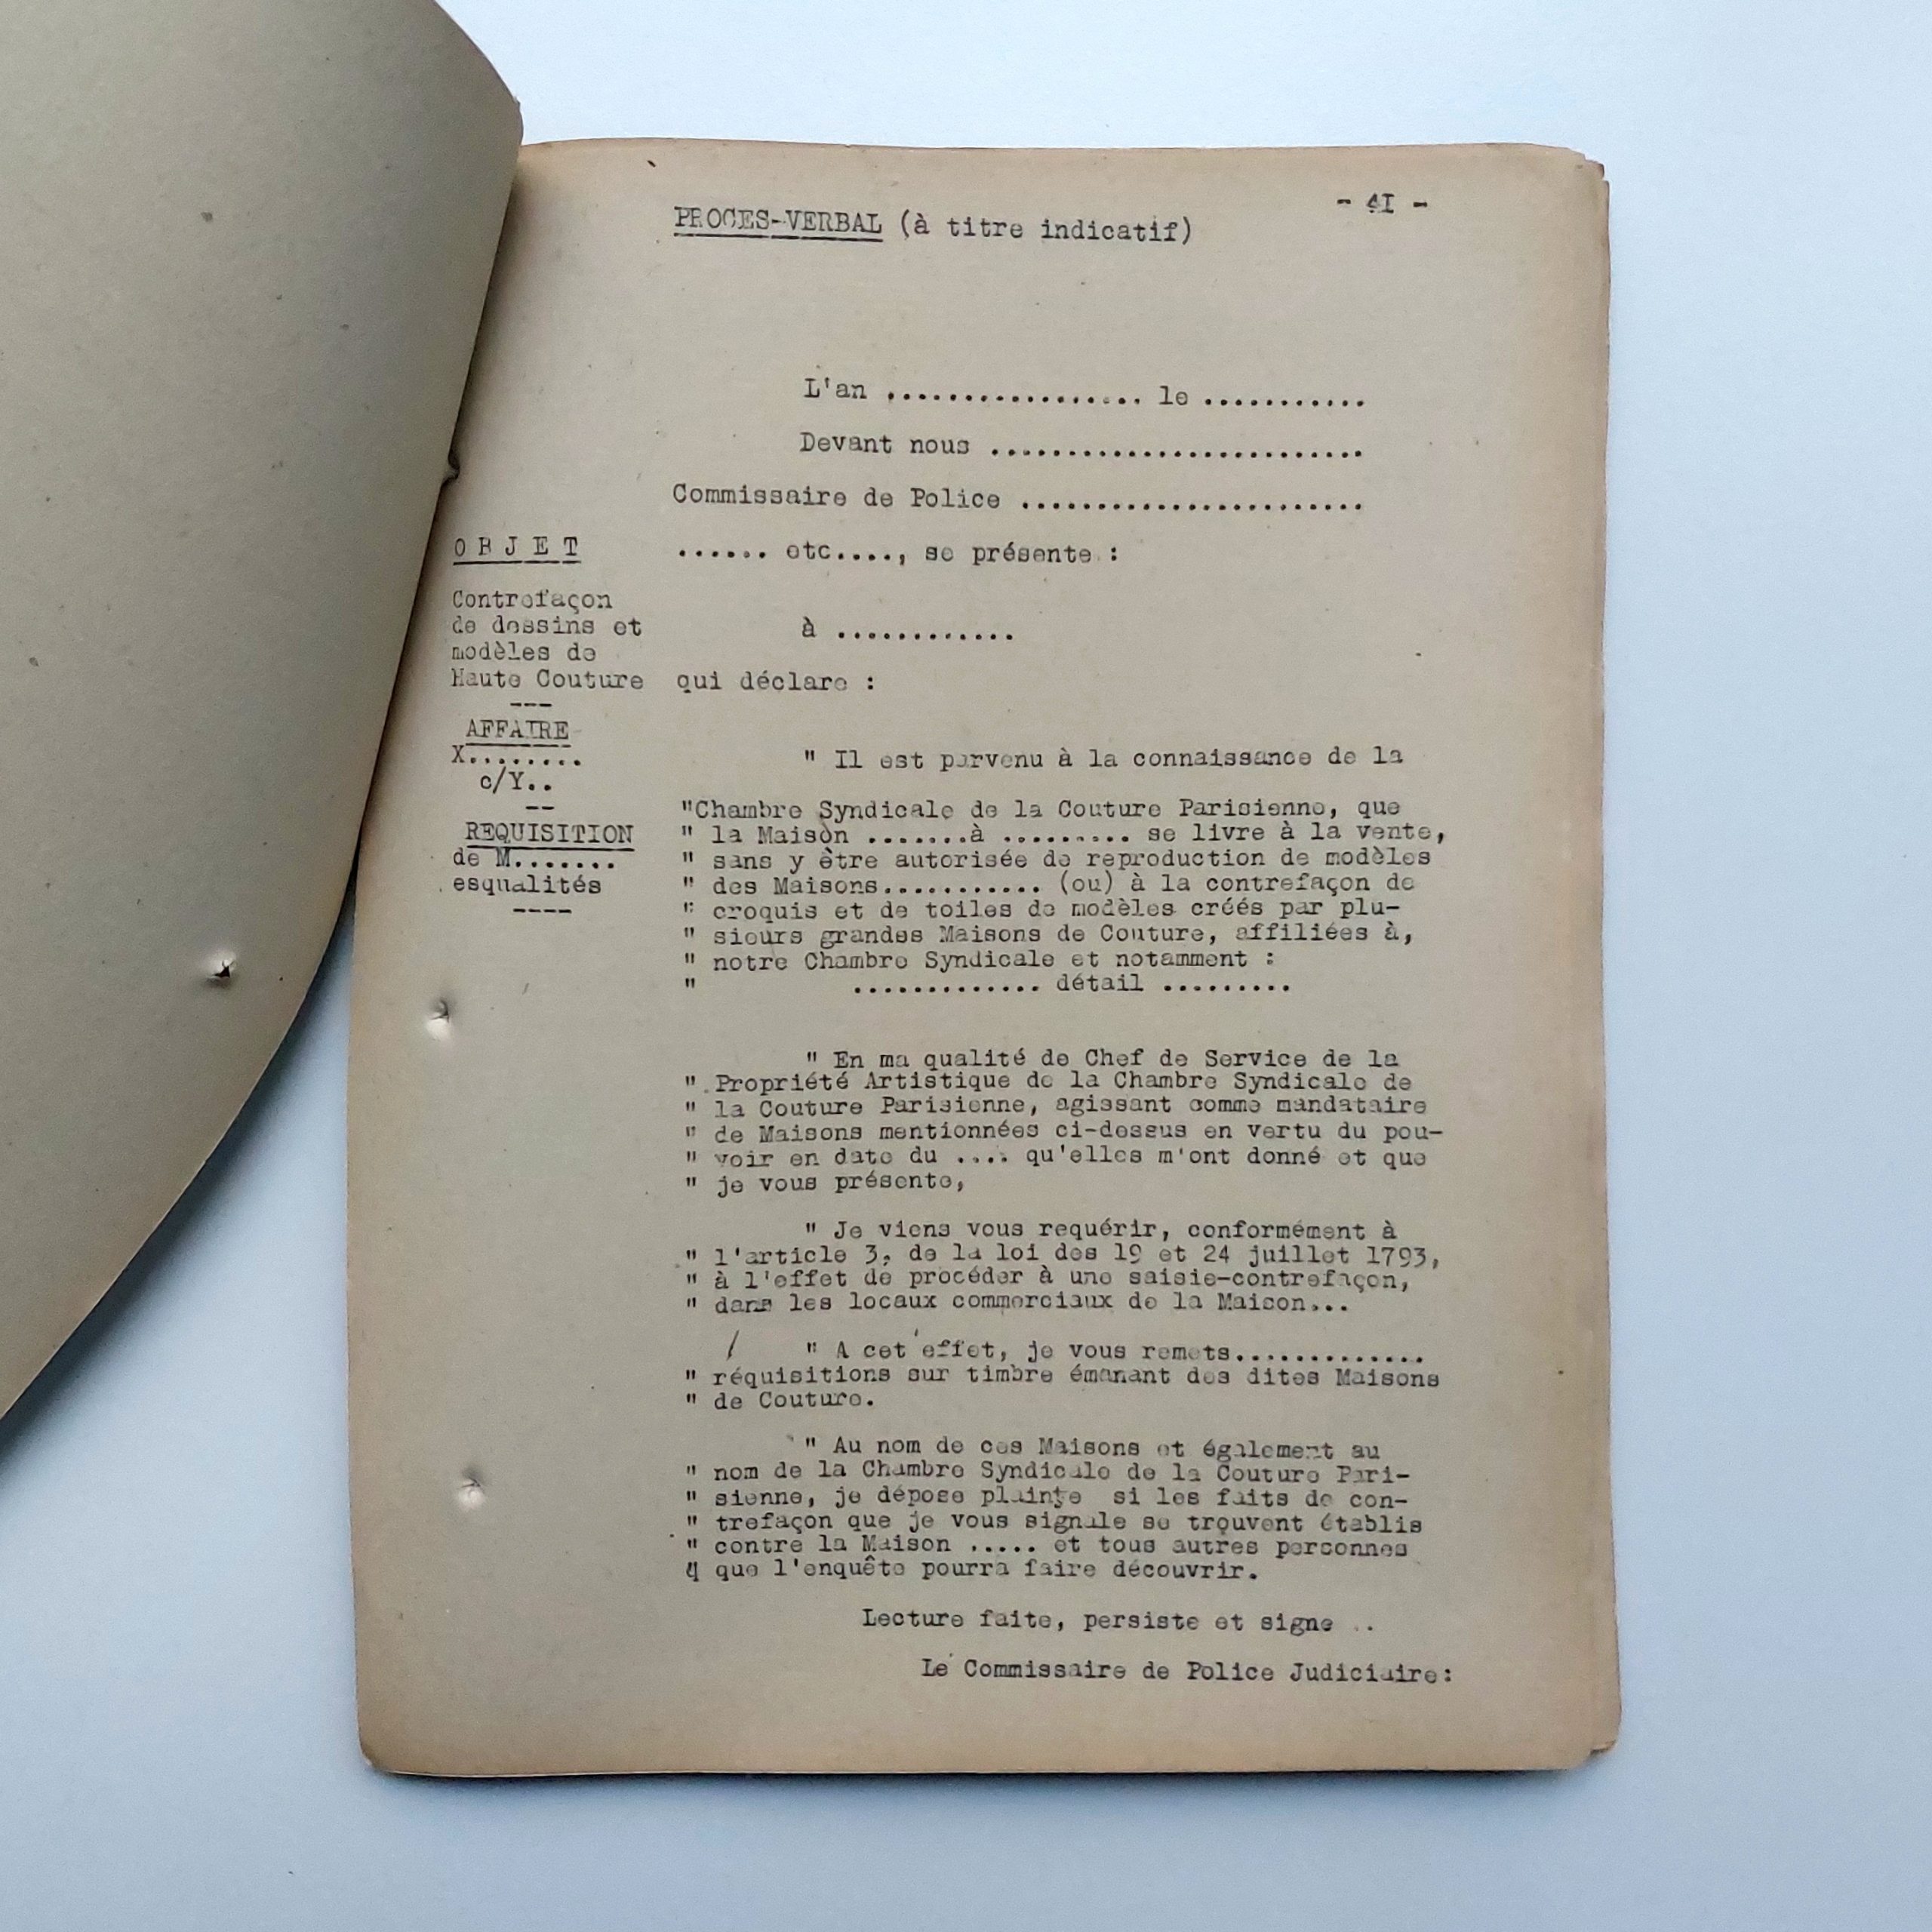 - 4I -
PROCES-VERBAL (à titre indicatif)
L'an ................. le ...........
Devant nous ........................
Commissaire de Police ......................
...... etc...., se présente :
à ............
qui déclare :
O B J E T
Contrefaçon
de dessins et
modèles de
Haute Couture
---
AFFAIRE
X........
c/Y..
--
REQUISITION
de M.......
esqualités
----
" Il est parvenu à la connaissance de la
"Chambre Syndicale de la Couture Parisienne, que
" la Maison .......à ......... se livre à la vente,
" sans y être autorisée de reproduction de modèles
" des Maisons........... (ou) à la contrefaçon de
" croquis et de toiles de modèles créés par plu-
" sieurs grandes Maisons de Couture, affiliées à,
" notre Chambre Syndicale et notamment :
" ............. détail .........
" En ma qualité de Chef de Service de la
" Propriété Artistique de la Chambre Syndicale de
" la Couture Parisienne, agissant comme mandataire
" de Maisons mentionnées ci-dessus en vertu du pou-
" voir en date du .... qu'elles m'ont donné et que
" je vous présente,
" Je viens vous requérir, conformément à
" l'article 3, de la loi des 19 et 24 juillet 1793,
" à l'effet de procéder à une saisie-contrefaçon,
" dans les locaux commerciaux de la Maison...
" A cet effet, je vous remets.............
" réquisitions sur timbre émanant des dites Maisons
" de Couture.
" Au nom de ces Maisons et également au
" nom de la Chambre Syndicale de la Couture Pari-
" sienne, je dépose plainte si les faits de con-
" trefaçon que je vous signale se trouvent établis
" contre la Maison ..... et tous autres personnes
" que l'enquête pourra faire découvrir.
Lecture faite, persiste et signe ..
Le Commissaire de Police Judiciaire: